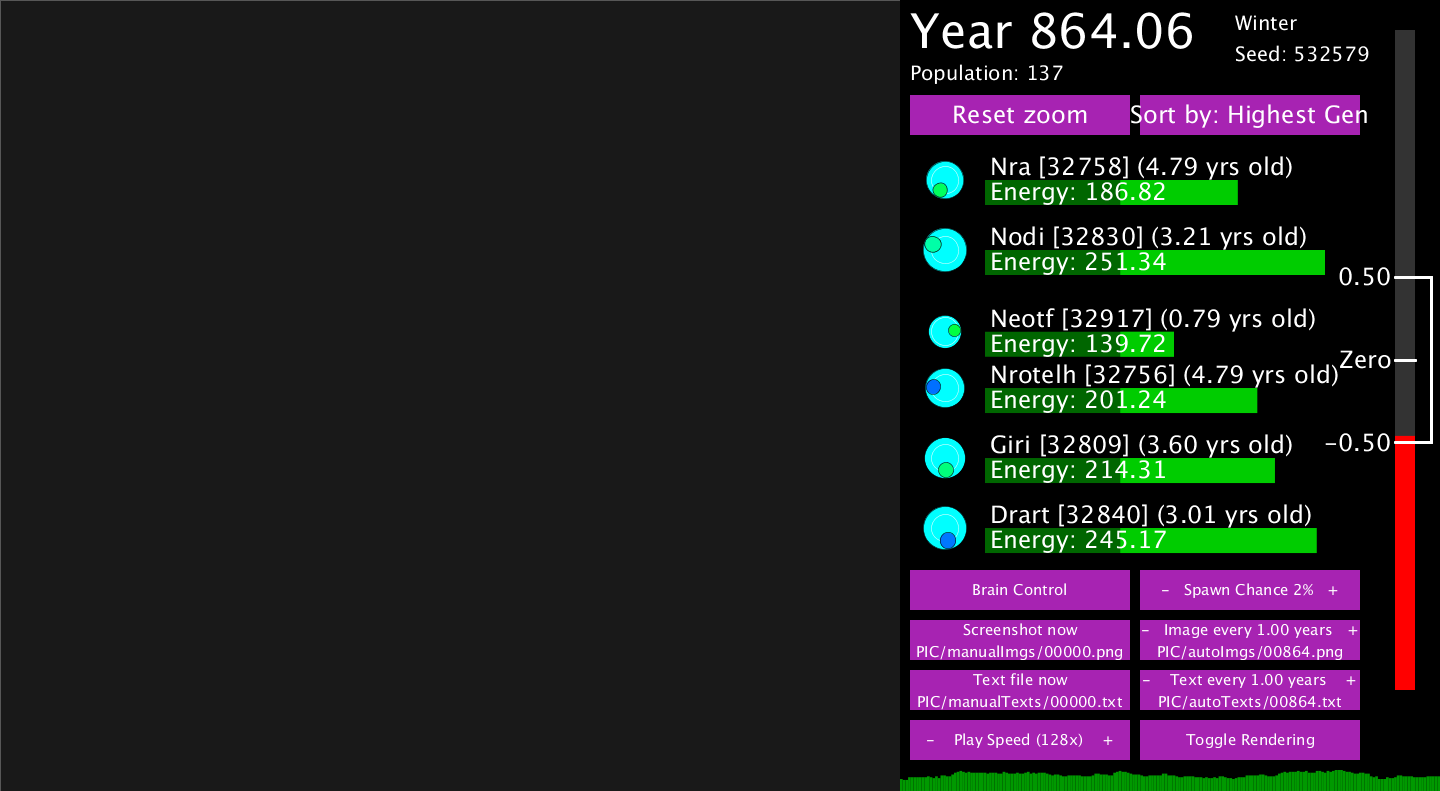 Year 864.06
Winter
Seed: 532579
Population: 137
Reset zoom
Sort by: Highest Gen
Nra [32758] (4.79 yrs old)
Energy: 186.82
Nodi [32830] (3.21 yrs old)
Energy: 251.34
0.50
Neotf [32917] (0.79 yrs old)
Energy: 139.72
Zero
Nrotelh [32756] (4.79 yrs old)
Energy: 201.24
Giri [32809] (3.60 yrs old)
-0.50
Energy: 214.31
Drart [32840] (3.01 yrs old)
Energy: 245.17
Brain Control
- Spawn Chance 2% +
Screenshot now
PIC/manualImgs/00000.png
- Image every 1.00 years +
PIC/autoImgs/00864.png
Text file now
PIC/manualTexts/00000.txt
- Text every 1.00 years +
PIC/autoTexts/00864.txt
- Play Speed (128x) +
Toggle Rendering